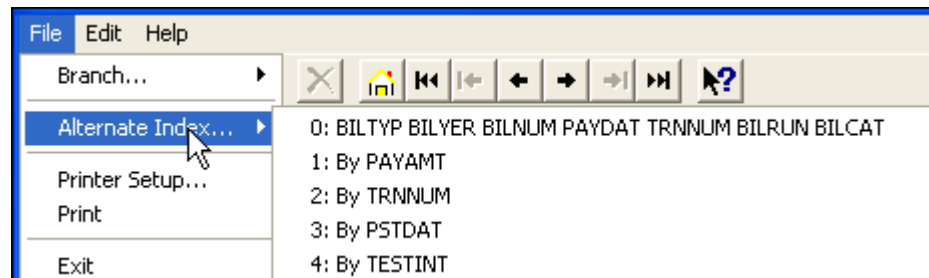 File Edit Help
Branch...
Alternate Index...
Printer Setup...
Print
Exit
0: BILTYP BILYER BILNUM PAYDAT TRNNUM BILRUN BILCAT
1: By PAYAMT
2: By TRNNUM
3: By PSTDAT
4: By TESTINT